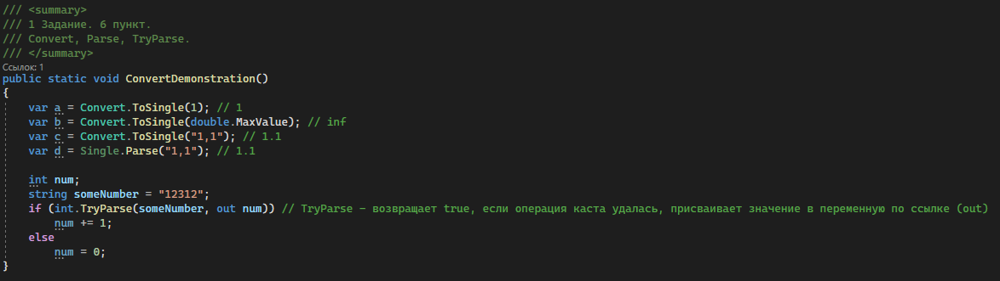 /// <summary>
/// 1 Задание. 6 пункт.
/// Convert, Parse, TryParse.
/// </summary>
Ссылок: 1
public static void ConvertDemonstration()
{
    var a = Convert.ToSingle(1); // 1
    var b = Convert.ToSingle(double.MaxValue); // inf
    var c = Convert.ToSingle("1,1"); // 1.1
    var d = Single.Parse("1,1"); // 1.1

    int num;
    string someNumber = "12312";
    if (int.TryParse(someNumber, out num)) // TryParse - возвращает true, если операция каста удалась, присваивает значение в переменную по ссылке (out)
        num += 1;
    else
        num = 0;
}